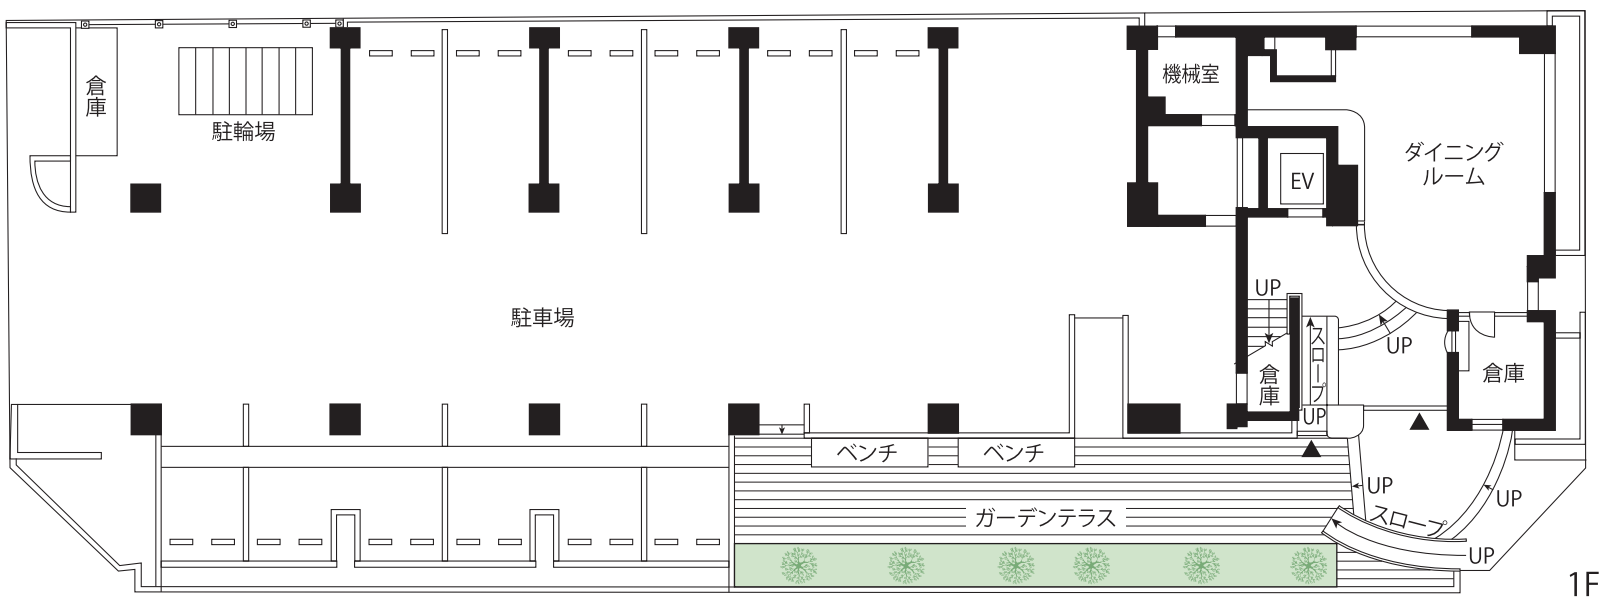 倉庫
駐輪場
機械室
ダイニング
ルーム
EV
駐車場
UP
スロープ
UP
倉庫
倉庫
UP
ベンチ
ベンチ
UP
UP
ガーデンテラス
スロープ
UP
1F